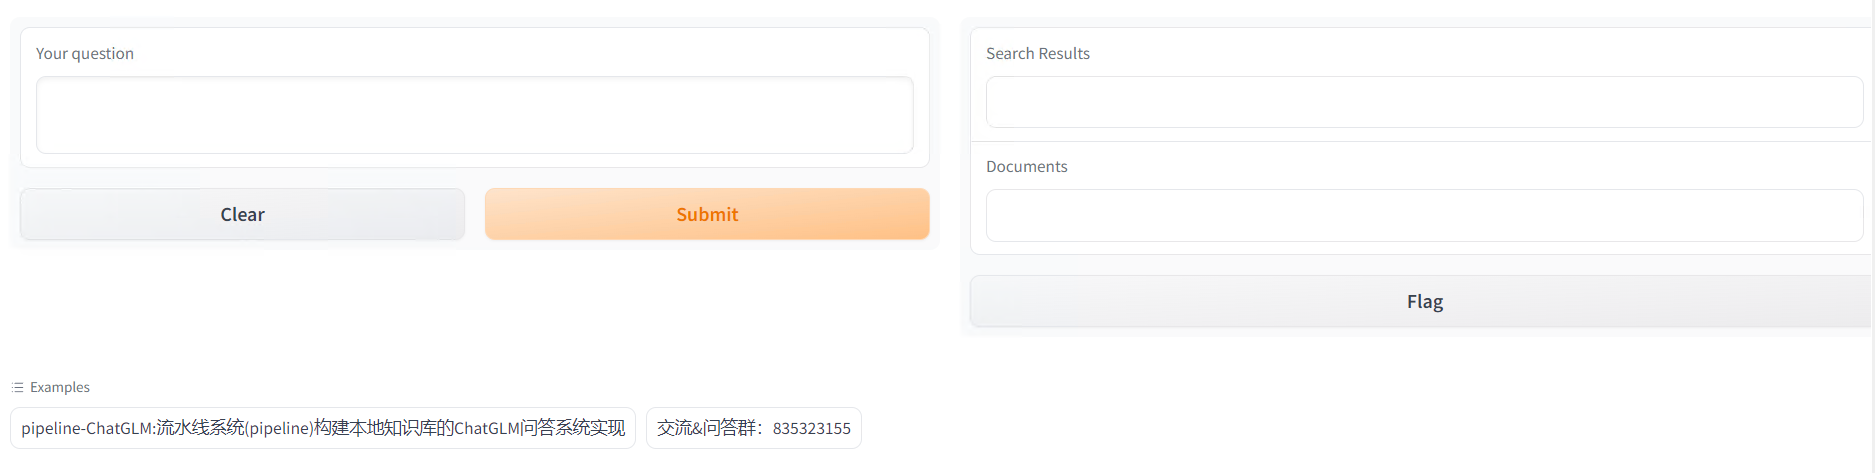 Your question
Clear
Submit
Search Results
Documents
Flag
Examples
pipeline-ChatGLM:流水线系统(pipeline)构建本地知识库的ChatGLM问答系统实现
交流&问答群：835323155